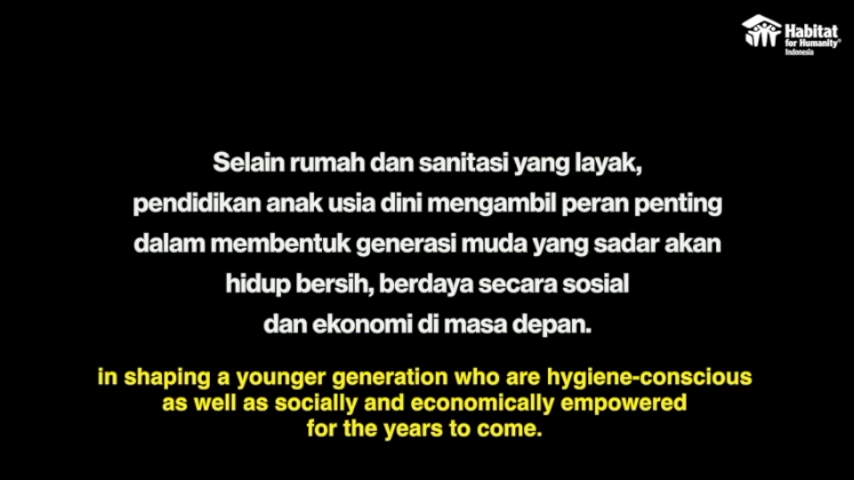 Habitat
for Humanity®
Indonesia
Selain rumah dan sanitasi yang layak,
pendidikan anak usia dini mengambil peran penting
dalam membentuk generasi muda yang sadar akan
hidup bersih, berdaya secara sosial
dan ekonomi di masa depan.
in shaping a younger generation who are hygiene-conscious
as well as socially and economically empowered
for the years to come.